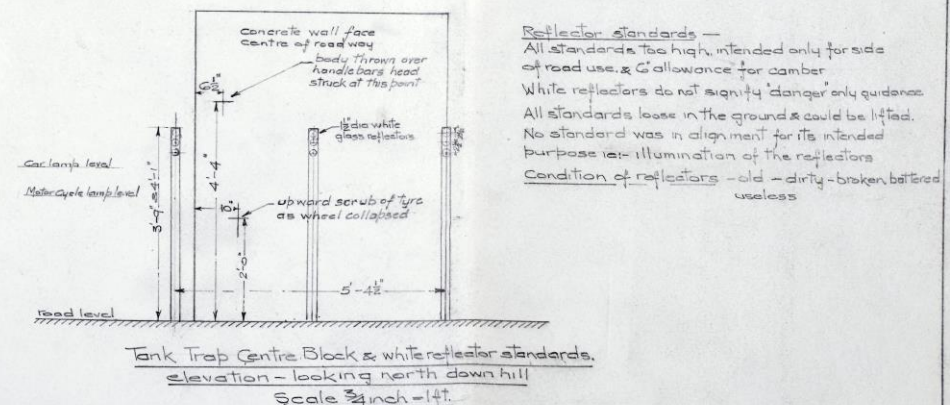 concrete wall face
centre of roadway
body thrown over
handlebars head
struck at this point
6½"
1½" dia white
glass reflectors
Car lamp level
Motorcycle lamp level
3'-9" & 4'-1"
4'-4"
upward scrub of tyre
as wheel collapsed
2'-0"
5'-4½"
road level
Tank Trap Centre Block & white reflector standards.
elevation - looking north down hill
Scale ¾ inch = 1ft.
Reflector standards —
All standards too high, intended only for side
of road use, & 6" allowance for camber
White reflectors do not signify "danger" only guidance
All standards loose in the ground & could be lifted.
No standard was in alignment for its intended
purpose ie:- illumination of the reflectors
Condition of reflectors - old - dirty - broken, battered
useless